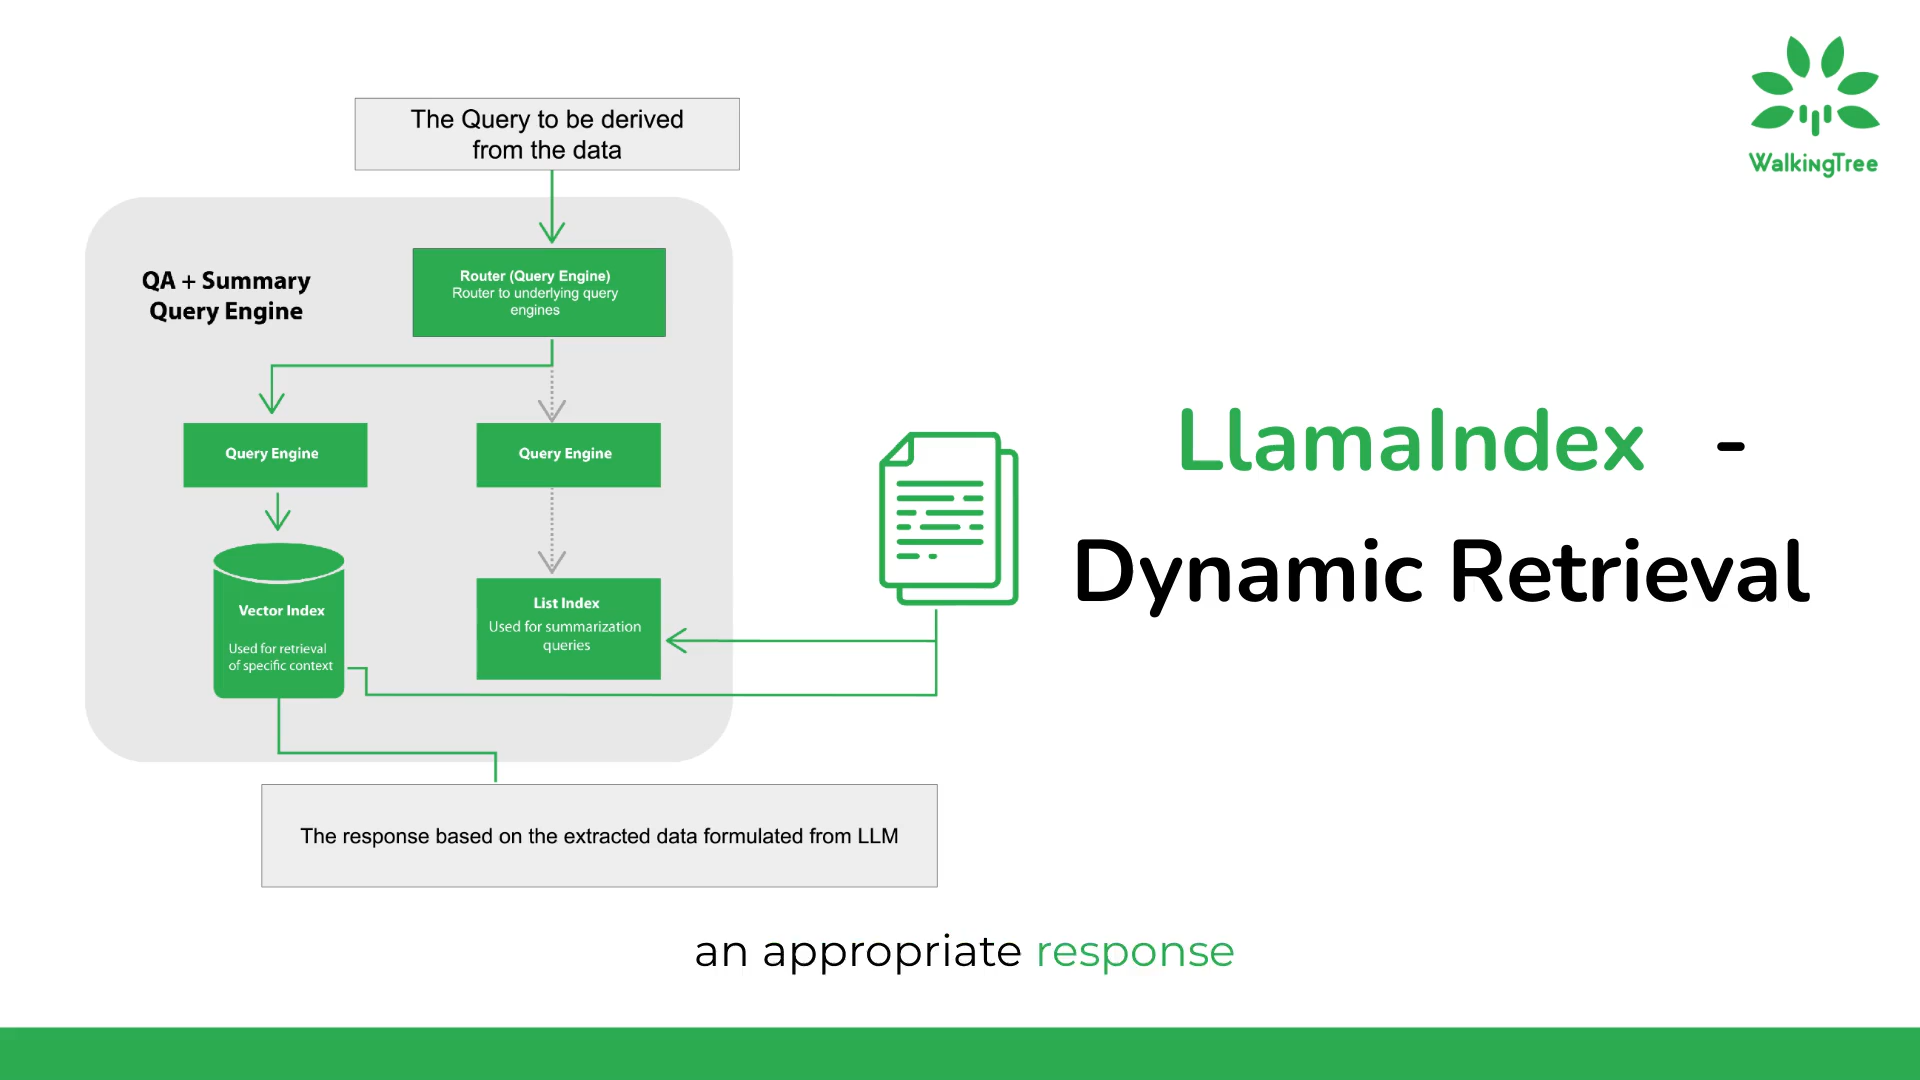 WalkingTree
The Query to be derived
from the data
QA + Summary
Query Engine
Router (Query Engine)
Router to underlying query
engines
Query Engine
Query Engine
Vector Index
Used for retrieval
of specific context
List Index
Used for summarization
queries
LlamaIndex -
Dynamic Retrieval
The response based on the extracted data formulated from LLM
an appropriate response